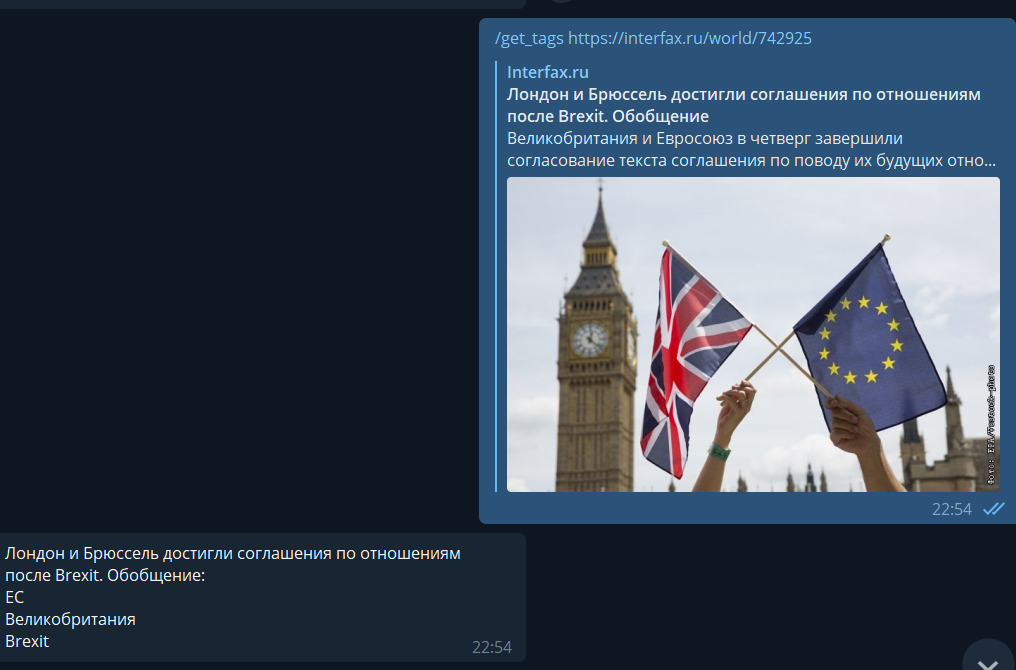 /get_tags https://interfax.ru/world/742925
Interfax.ru
Лондон и Брюссель достигли соглашения по отношениям
после Brexit. Обобщение
Великобритания и Евросоюз в четверг завершили
согласование текста соглашения по поводу их будущих отно...
Фото: EPA/Vostock-photo
22:54
Лондон и Брюссель достигли соглашения по отношениям
после Brexit. Обобщение:
ЕС
Великобритания
Brexit
22:54